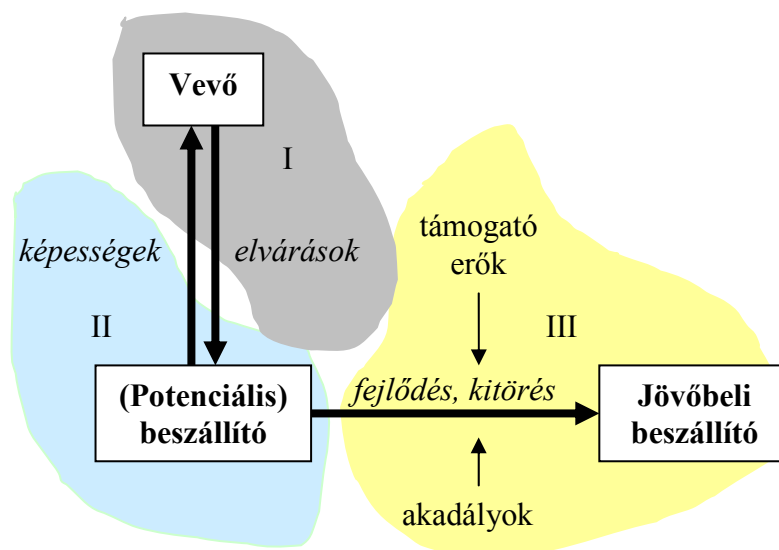 Vevő
I
képességek
elvárások
támogató
erők
II
III
(Potenciális)
beszállító
fejlődés, kitörés
Jövőbeli
beszállító
akadályok